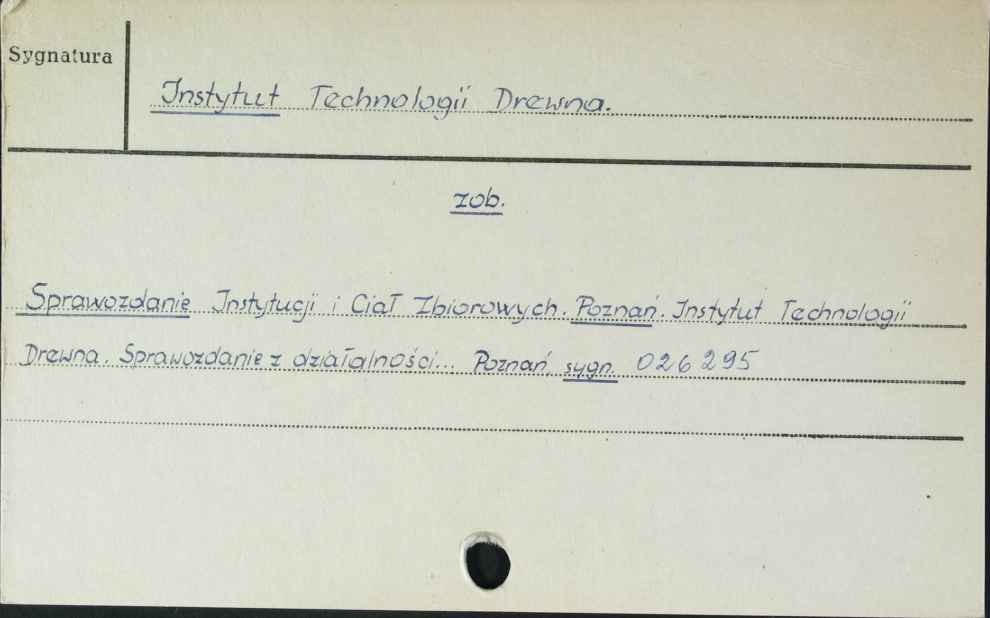 Sygnatura
Instytut Technologii Drewna.
zob.
Sprawozdanie Instytucji i Ciał Zbiorowych. Poznań. Instytut Technologii
Drewna. Sprawozdanie z działalności... Poznań, sygn. 026295